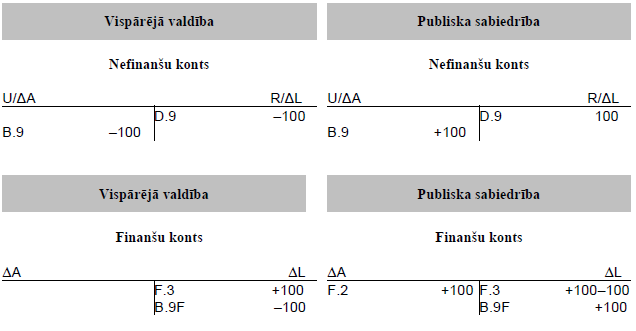 Vispārējā valdība
Publiska sabiedrība
Nefinanšu konts
Nefinanšu konts
U/ΔA R/ΔL
U/ΔA R/ΔL
D.9 –100
D.9 100
B.9 –100
B.9 +100
Vispārējā valdība
Publiska sabiedrība
Finanšu konts
Finanšu konts
ΔA ΔL
ΔA ΔL
F.3 +100
F.2 +100 F.3 +100–100
B.9F –100
B.9F +100